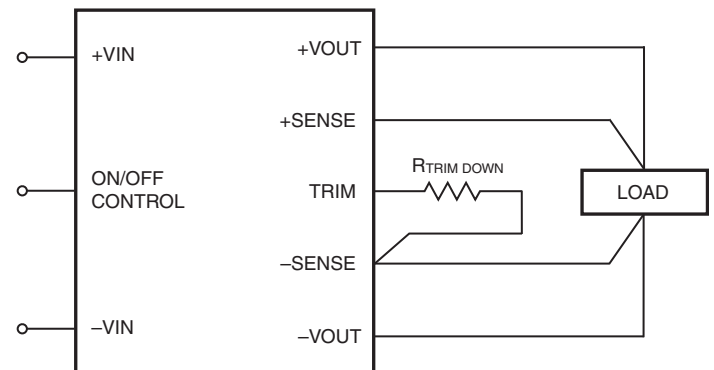 +VIN
+VOUT
+SENSE
ON/OFF
CONTROL
TRIM
RTRIM DOWN
LOAD
–SENSE
–VIN
–VOUT